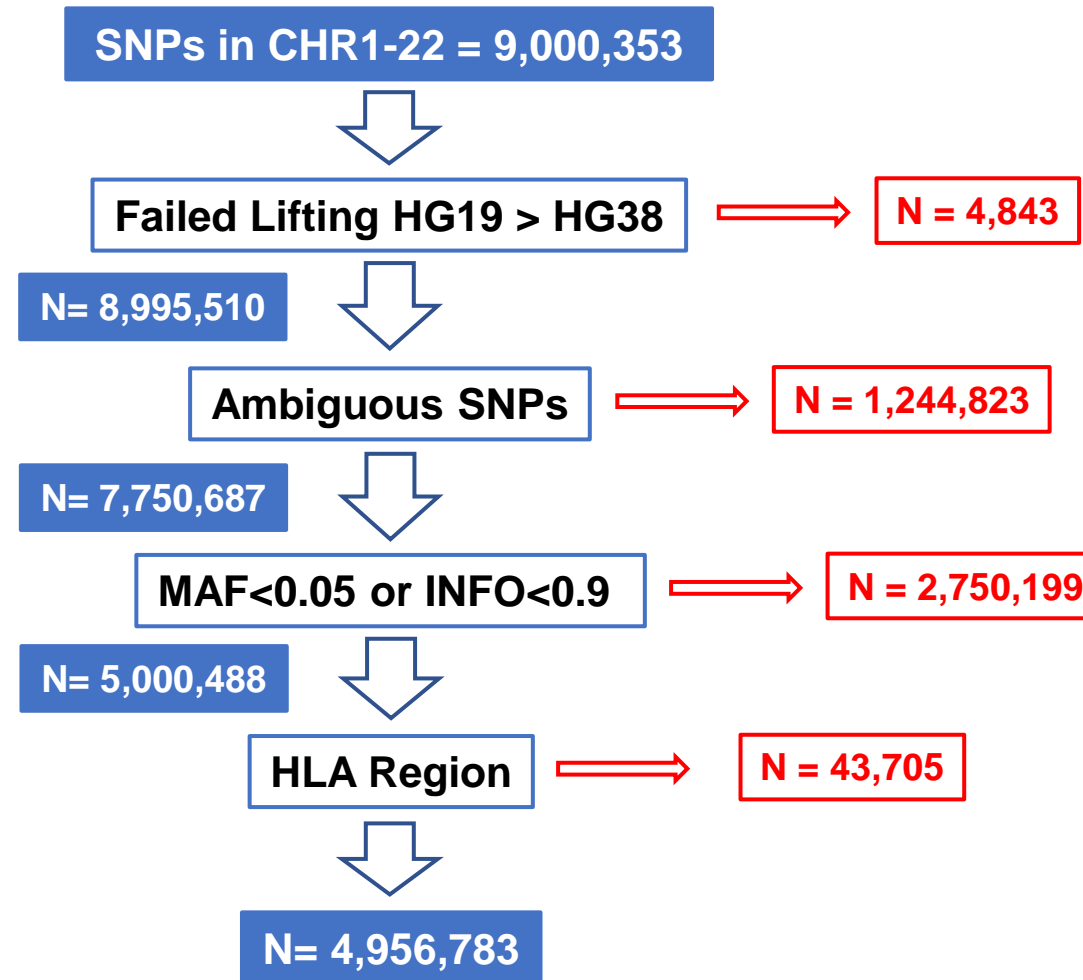 SNPs in CHR1-22 = 9,000,353
Failed Lifting HG19 > HG38
N = 4,843
N= 8,995,510
Ambiguous SNPs
N = 1,244,823
N= 7,750,687
MAF<0.05 or INFO<0.9
N = 2,750,199
N= 5,000,488
HLA Region
N = 43,705
N= 4,956,783